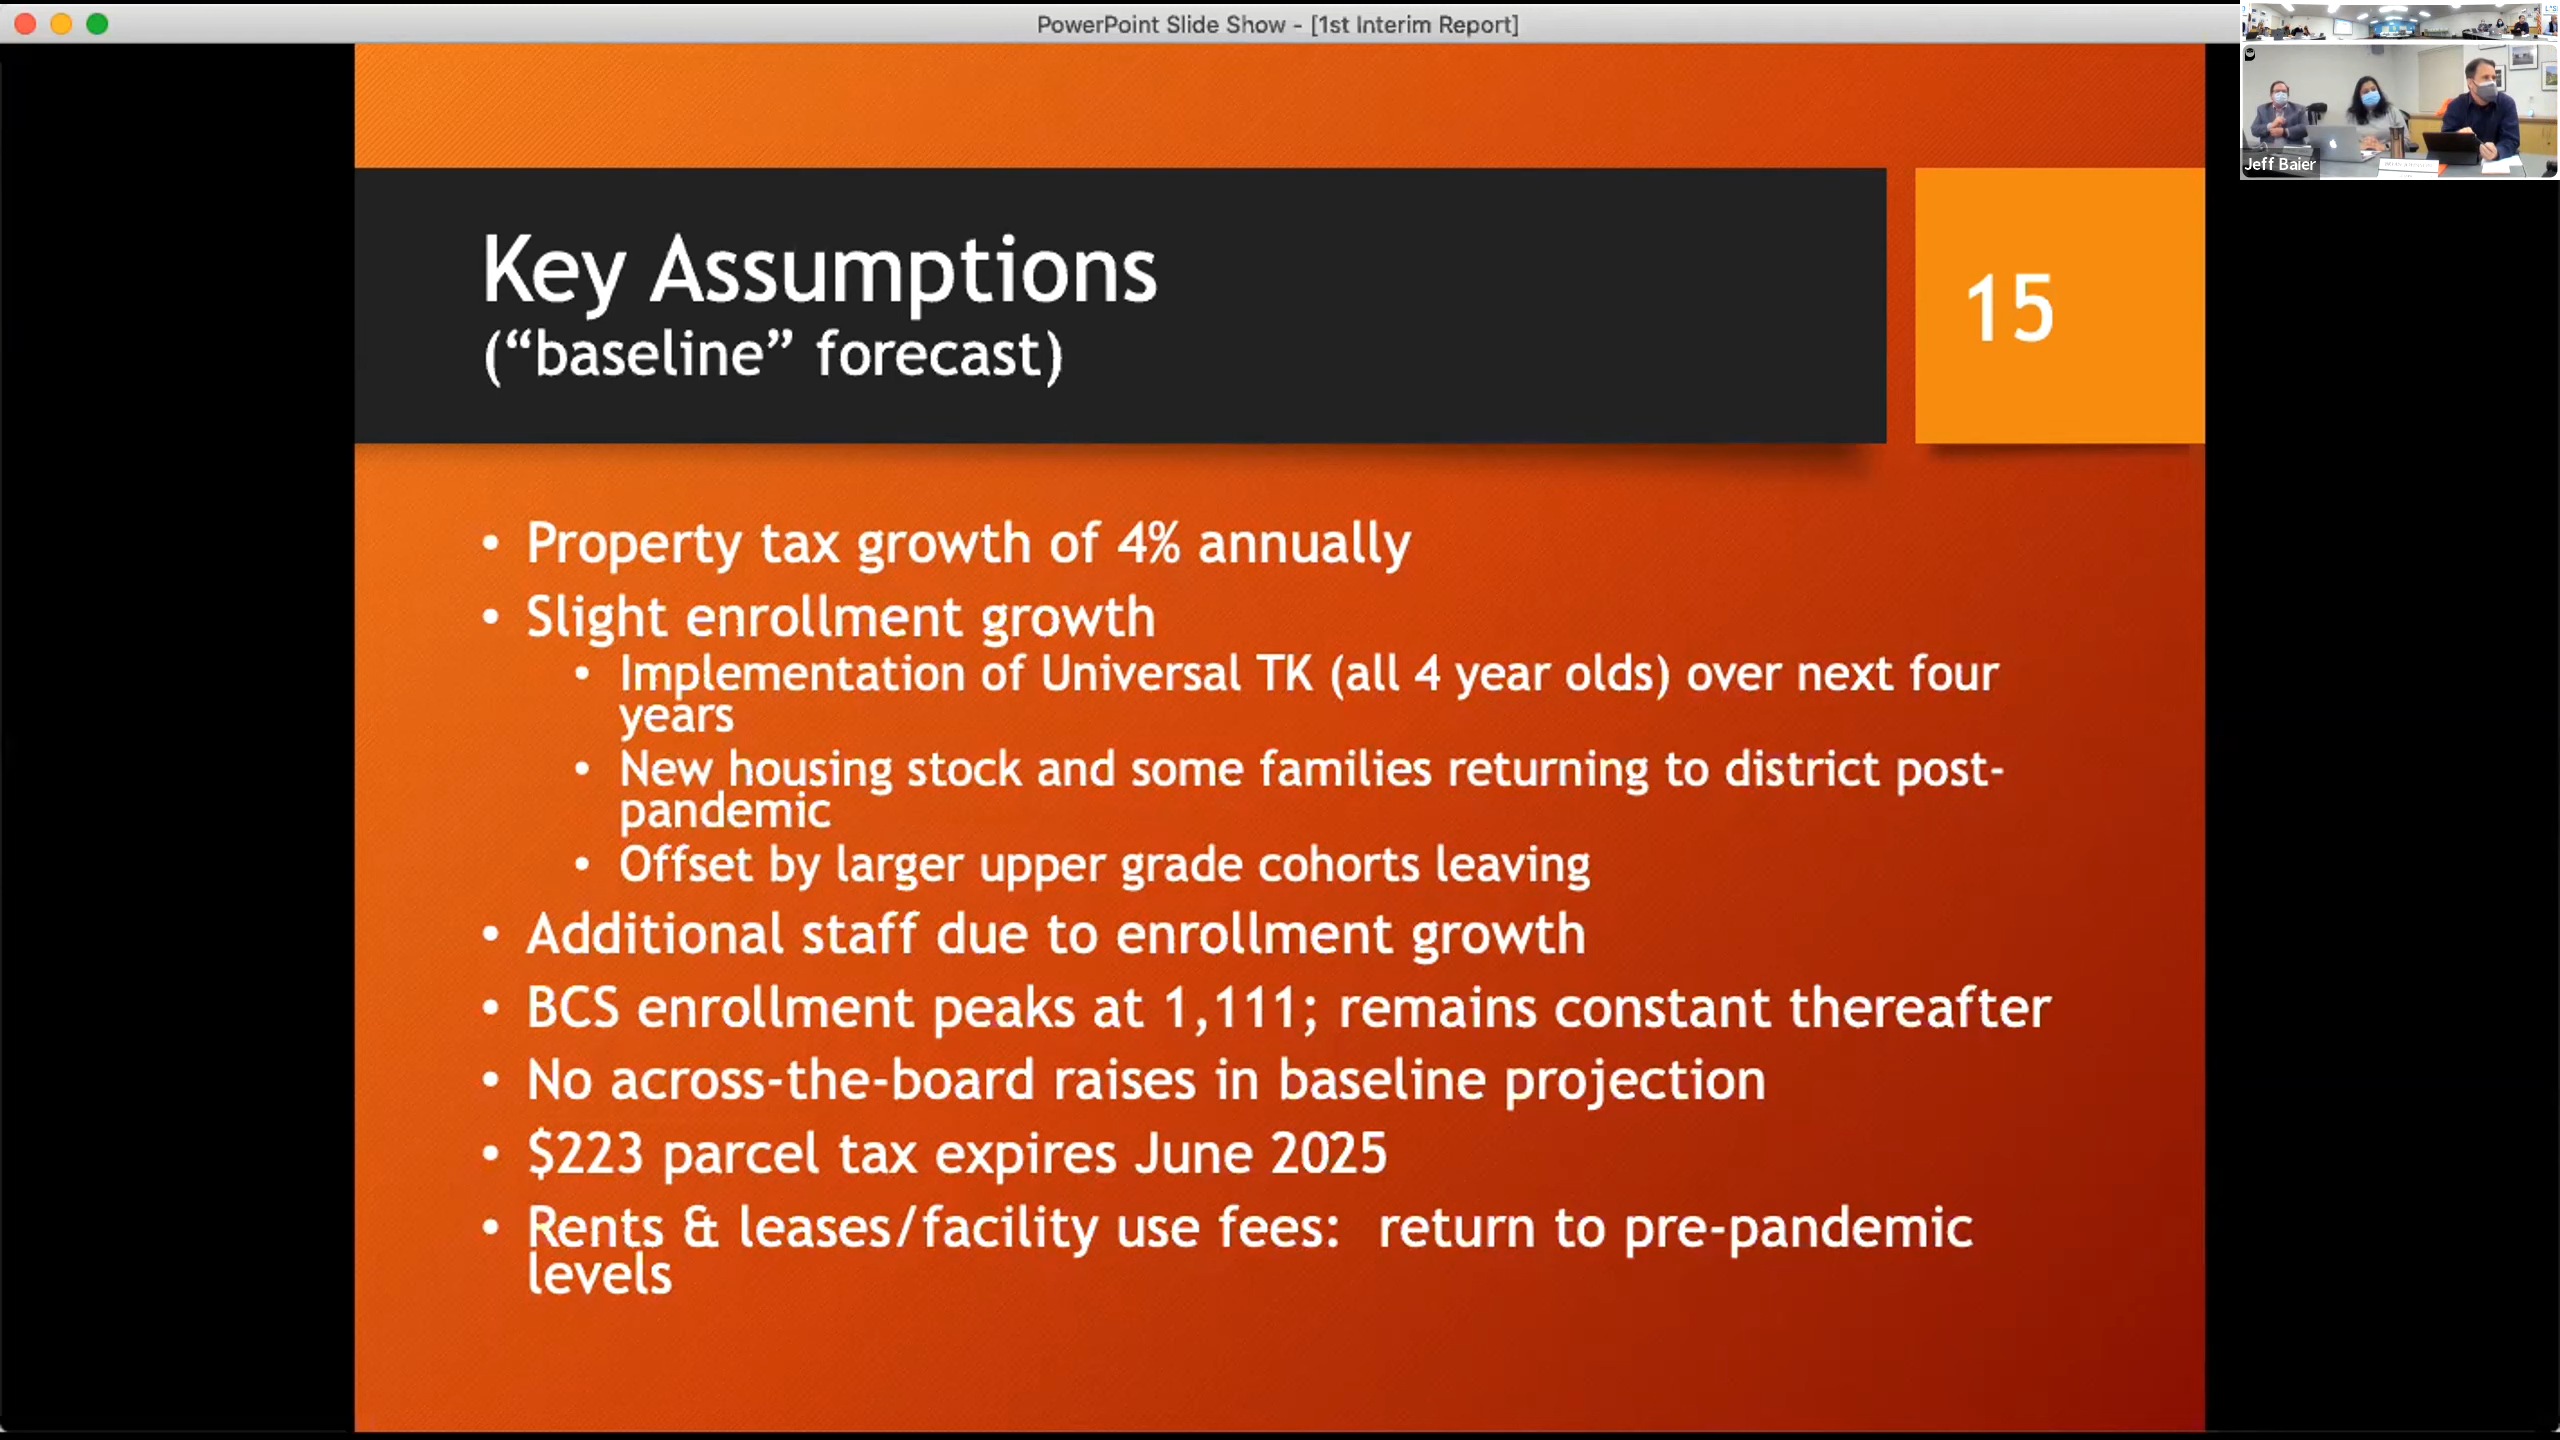 PowerPoint Slide Show - [1st Interim Report]
Jeff Baier
Key Assumptions
(“baseline” forecast)
15
• Property tax growth of 4% annually
• Slight enrollment growth
• Implementation of Universal TK (all 4 year olds) over next four
years
• New housing stock and some families returning to district post-
pandemic
• Offset by larger upper grade cohorts leaving
• Additional staff due to enrollment growth
• BCS enrollment peaks at 1,111; remains constant thereafter
• No across-the-board raises in baseline projection
• $223 parcel tax expires June 2025
• Rents & leases/facility use fees:  return to pre-pandemic
levels